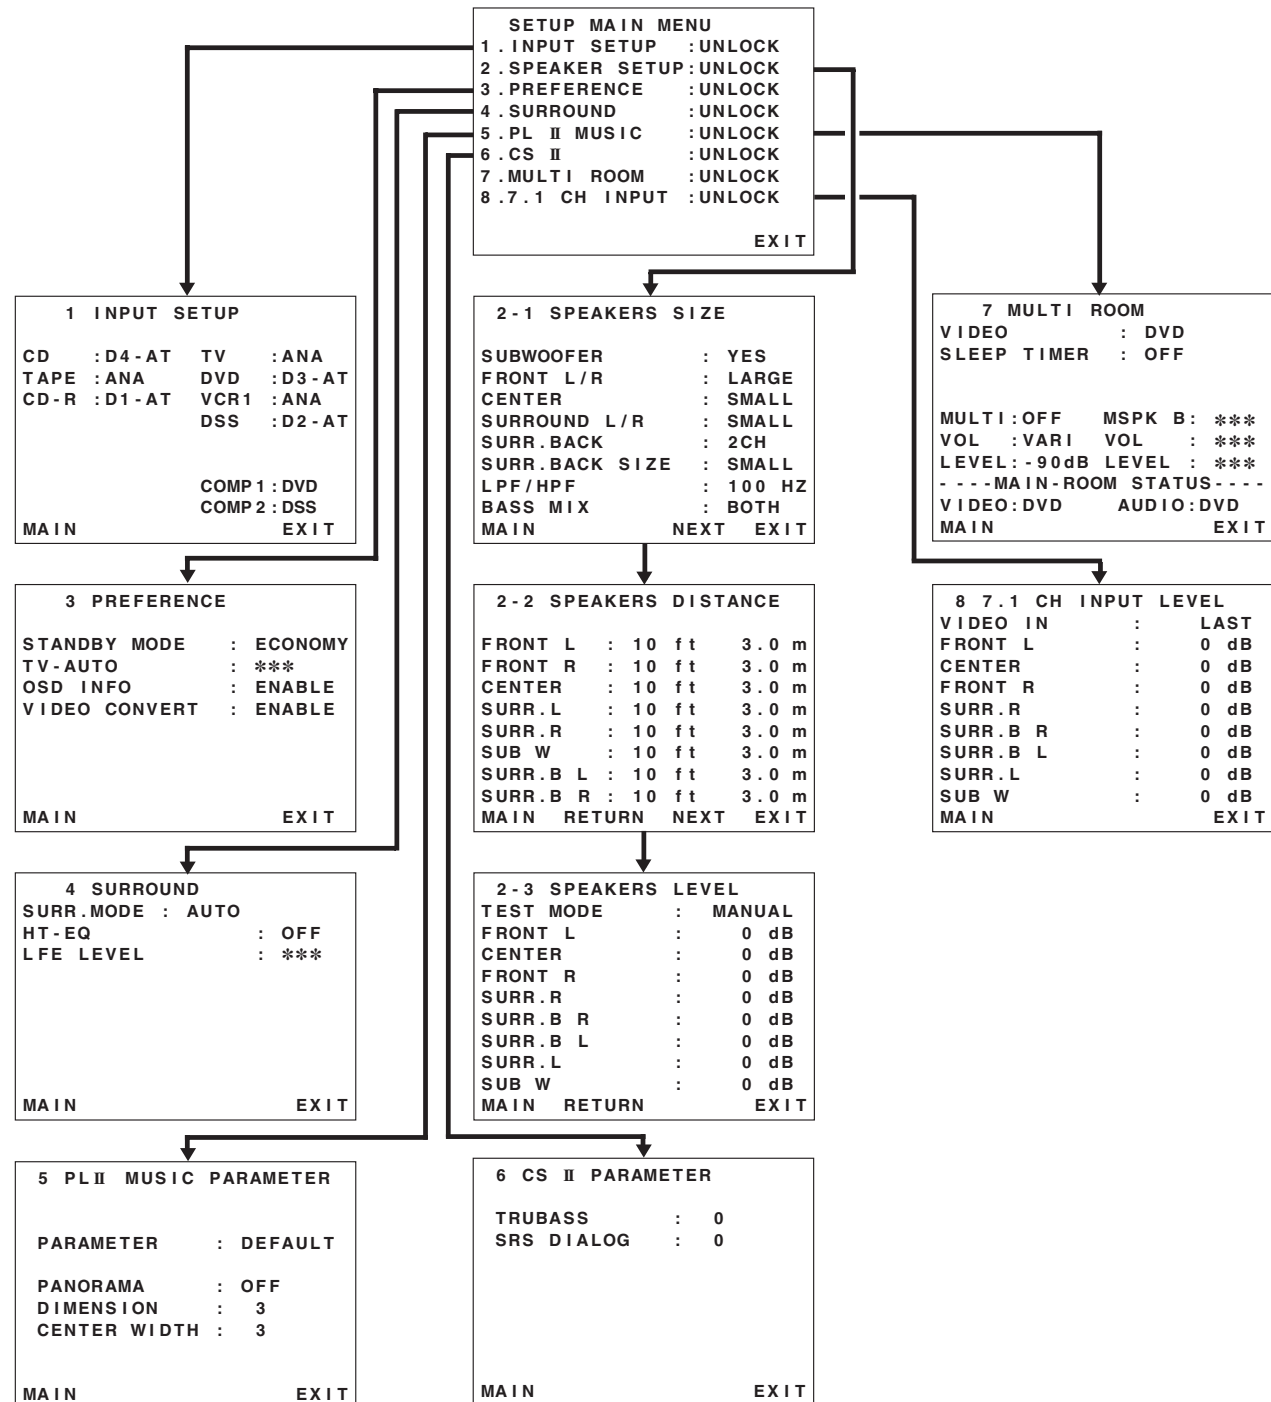 SETUP MAIN MENU
1.INPUT SETUP :UNLOCK
2.SPEAKER SETUP:UNLOCK
3.PREFERENCE :UNLOCK
4.SURROUND :UNLOCK
5.PL Ⅱ MUSIC :UNLOCK
6.CS Ⅱ :UNLOCK
7.MULTI ROOM :UNLOCK
8.7.1 CH INPUT :UNLOCK
EXIT
1 INPUT SETUP
CD :D4-AT TV :ANA
TAPE :ANA DVD :D3-AT
CD-R :D1-AT VCR1 :ANA
DSS :D2-AT
COMP1:DVD
COMP2:DSS
MAIN EXIT
2-1 SPEAKERS SIZE
SUBWOOFER : YES
FRONT L/R : LARGE
CENTER : SMALL
SURROUND L/R : SMALL
SURR.BACK : 2CH
SURR.BACK SIZE : SMALL
LPF/HPF : 100 HZ
BASS MIX : BOTH
MAIN NEXT EXIT
7 MULTI ROOM
VIDEO : DVD
SLEEP TIMER : OFF
MULTI:OFF MSPK B: ***
VOL :VARI VOL : ***
LEVEL:-90dB LEVEL : ***
----MAIN-ROOM STATUS----
VIDEO:DVD AUDIO:DVD
MAIN EXIT
3 PREFERENCE
STANDBY MODE : ECONOMY
TV-AUTO : ***
OSD INFO : ENABLE
VIDEO CONVERT : ENABLE
MAIN EXIT
2-2 SPEAKERS DISTANCE
FRONT L : 10 ft 3.0 m
FRONT R : 10 ft 3.0 m
CENTER : 10 ft 3.0 m
SURR.L : 10 ft 3.0 m
SURR.R : 10 ft 3.0 m
SUB W : 10 ft 3.0 m
SURR.B L : 10 ft 3.0 m
SURR.B R : 10 ft 3.0 m
MAIN RETURN NEXT EXIT
8 7.1 CH INPUT LEVEL
VIDEO IN : LAST
FRONT L : 0 dB
CENTER : 0 dB
FRONT R : 0 dB
SURR.R : 0 dB
SURR.B R : 0 dB
SURR.B L : 0 dB
SURR.L : 0 dB
SUB W : 0 dB
MAIN EXIT
4 SURROUND
SURR.MODE : AUTO
HT-EQ : OFF
LFE LEVEL : ***
MAIN EXIT
2-3 SPEAKERS LEVEL
TEST MODE : MANUAL
FRONT L : 0 dB
CENTER : 0 dB
FRONT R : 0 dB
SURR.R : 0 dB
SURR.B R : 0 dB
SURR.B L : 0 dB
SURR.L : 0 dB
SUB W : 0 dB
MAIN RETURN EXIT
5 PLⅡ MUSIC PARAMETER
PARAMETER : DEFAULT
PANORAMA : OFF
DIMENSION : 3
CENTER WIDTH : 3
MAIN EXIT
6 CS Ⅱ PARAMETER
TRUBASS : 0
SRS DIALOG : 0
MAIN EXIT